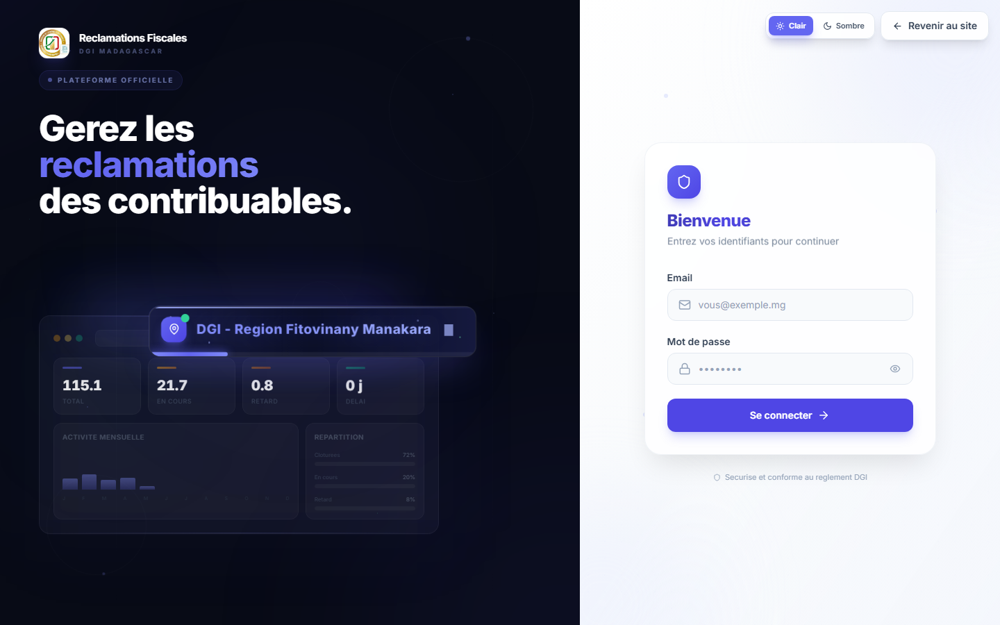 Reclamations Fiscales
DGI MADAGASCAR
PLATEFORME OFFICIELLE
Gerez les
reclamations
des contribuables.
DGI - Region Fitovinany Manakara
115.1
TOTAL
21.7
EN COURS
0.8
RETARD
0 j
DELAI
ACTIVITE MENSUELLE
J F M A M J J A S O N D
REPARTITION
Cloturees 72%
En cours 20%
Retard 8%
Clair
Sombre
Revenir au site
Bienvenue
Entrez vos identifiants pour continuer
Email
vous@exemple.mg
Mot de passe
Se connecter
Securise et conforme au reglement DGI